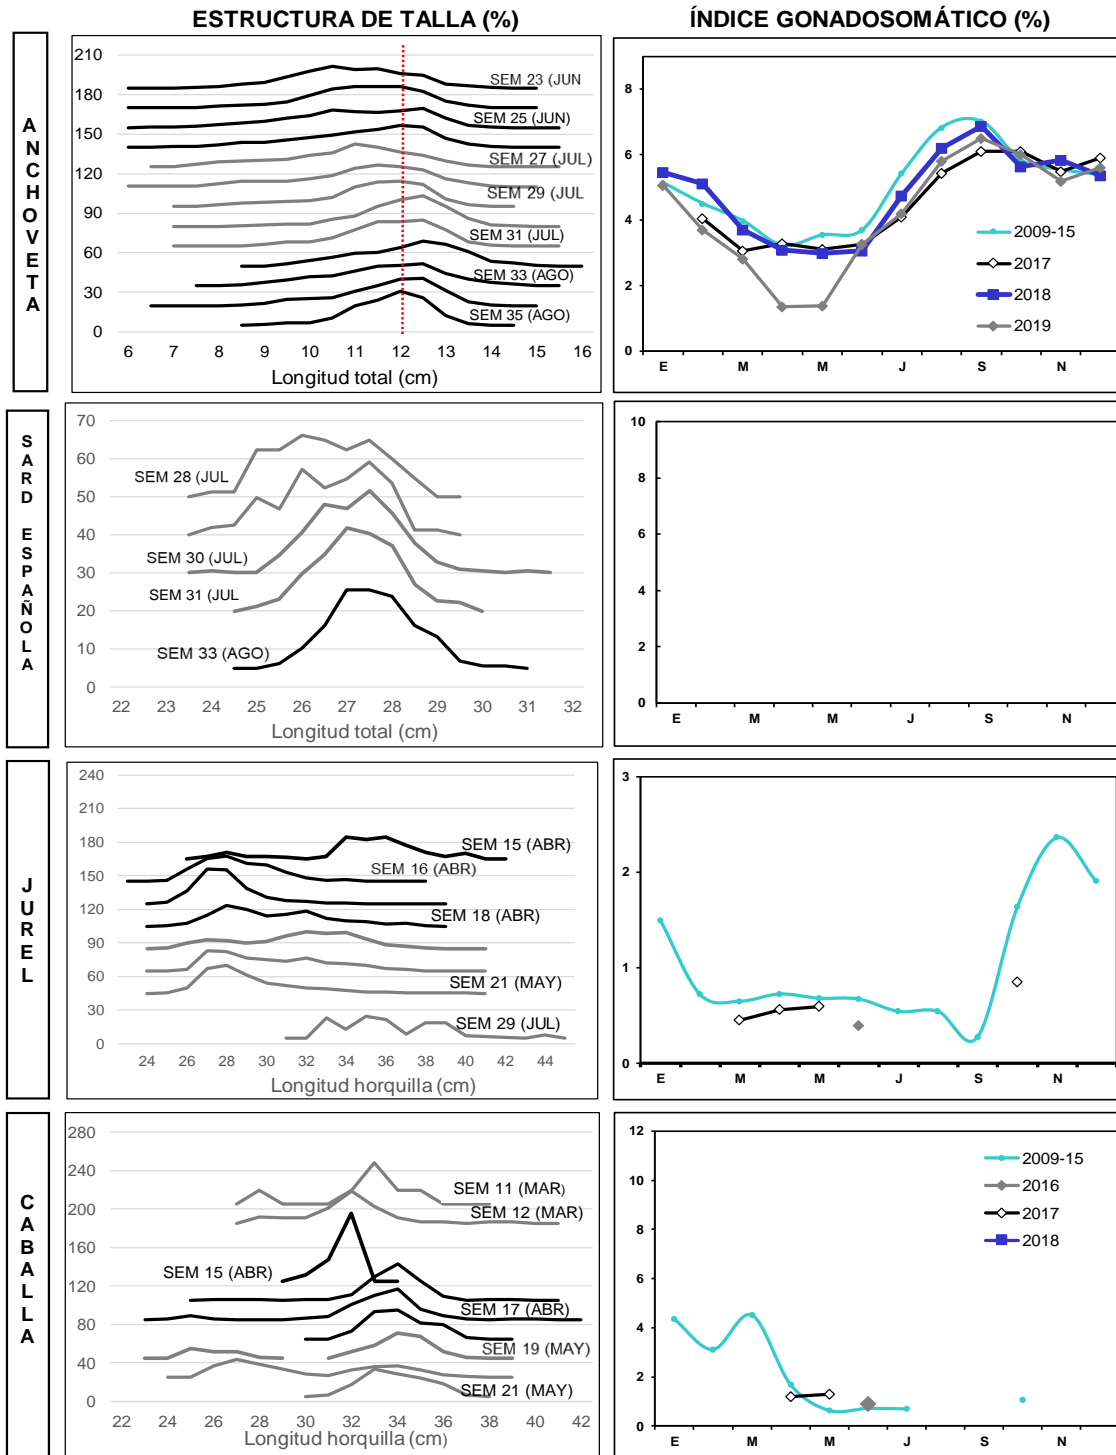 ESTRUCTURA DE TALLA (%)
ÍNDICE GONADOSOMÁTICO (%)
ANCHOVETA
210
180
150
120
90
60
30
0
SEM 23 (JUN
SEM 25 (JUN)
SEM 27 (JUL)
SEM 29 (JUL
SEM 31 (JUL)
SEM 33 (AGO)
SEM 35 (AGO)
6 7 8 9 10 11 12 13 14 15 16
Longitud total (cm)
8
6
4
2
0
2009-15
2017
2018
2019
E M M J S N
SARD ESPAÑOLA
70
60
50
40
30
20
10
0
SEM 28 (JUL
SEM 30 (JUL)
SEM 31 (JUL
SEM 33 (AGO)
22 23 24 25 26 27 28 29 30 31 32
Longitud total (cm)
10
8
6
4
2
0
E M M J S N
JUREL
240
210
180
150
120
90
60
30
0
SEM 15 (ABR)
SEM 16 (ABR)
SEM 18 (ABR)
SEM 21 (MAY)
SEM 29 (JUL)
24 26 28 30 32 34 36 38 40 42 44
Longitud horquilla (cm)
3
2
1
0
E M M J S N
CABALLA
280
240
200
160
120
80
40
0
SEM 11 (MAR)
SEM 12 (MAR)
SEM 15 (ABR)
SEM 17 (ABR)
SEM 19 (MAY)
SEM 21 (MAY)
22 24 26 28 30 32 34 36 38 40 42
Longitud horquilla (cm)
12
10
8
6
4
2
0
2009-15
2016
2017
2018
E M M J S N